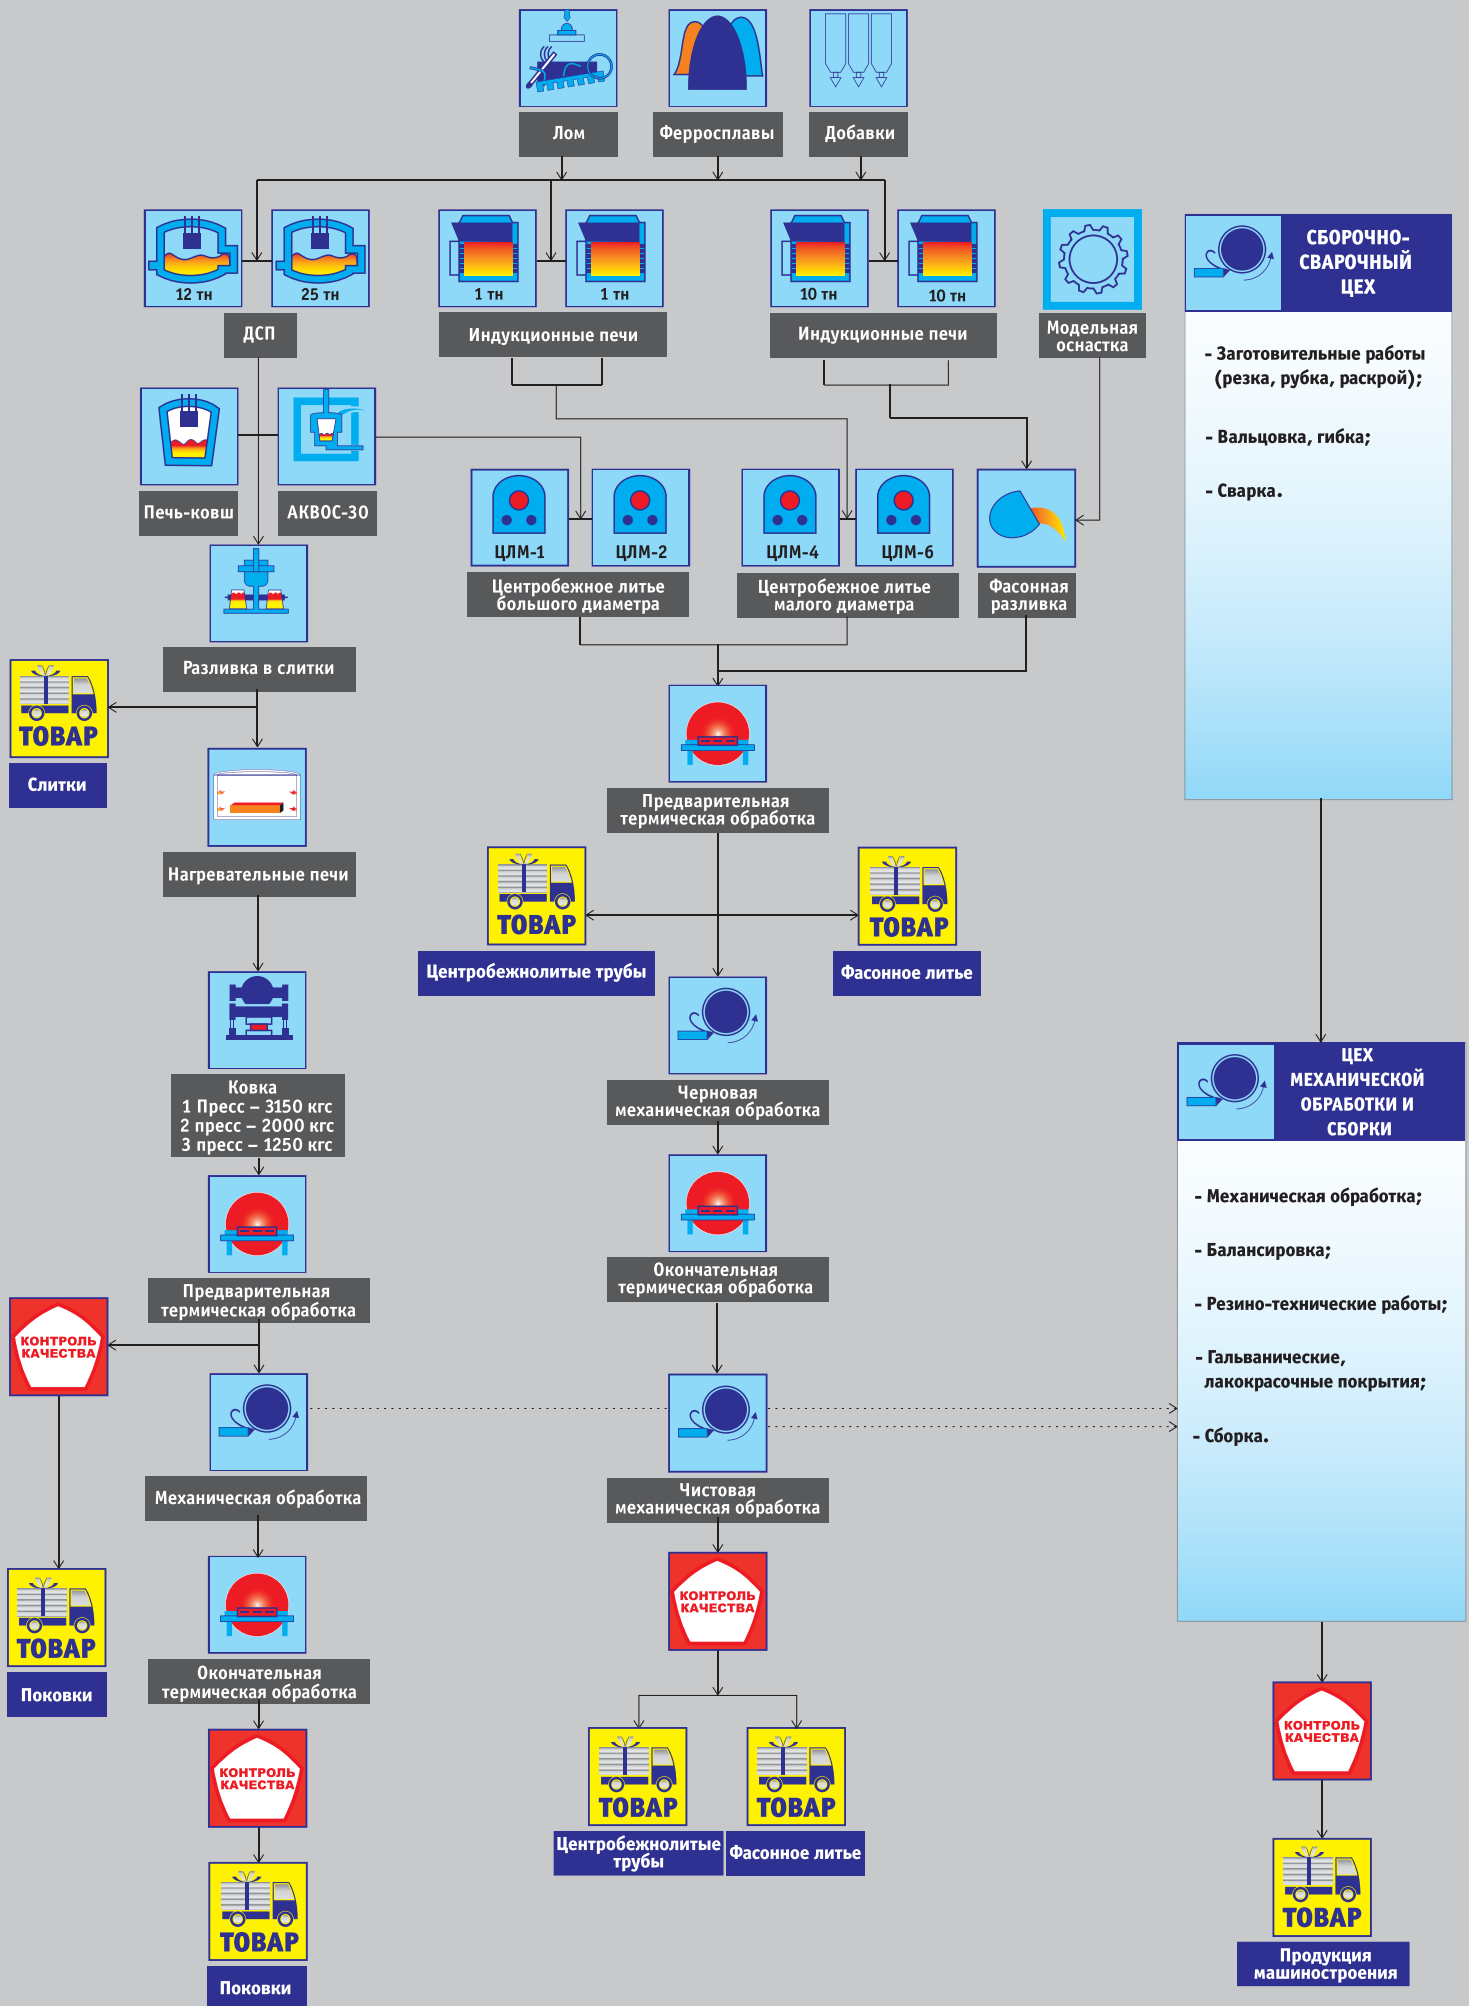 Лом
Ферросплавы
Добавки
12 тн
25 тн
1 тн
1 тн
10 тн
10 тн
ДСП
Индукционные печи
Индукционные печи
Модельная
оснастка
СБОРОЧНО-
СВАРОЧНЫЙ
ЦЕХ
- Заготовительные работы
(резка, рубка, раскрой);
- Вальцовка, гибка;
- Сварка.
Печь-ковш
АКВОС-30
ЦЛМ-1
ЦЛМ-2
ЦЛМ-4
ЦЛМ-6
Центробежное литье
большого диаметра
Центробежное литье
малого диаметра
Фасонная
разливка
Разливка в слитки
ТОВАР
Слитки
Предварительная
термическая обработка
Нагревательные печи
ТОВАР
Центробежнолитые трубы
ТОВАР
Фасонное литье
Ковка
1 Пресс – 3150 кгс
2 пресс – 2000 кгс
3 пресс – 1250 кгс
Черновая
механическая обработка
ЦЕХ
МЕХАНИЧЕСКОЙ
ОБРАБОТКИ И
СБОРКИ
- Механическая обработка;
- Балансировка;
- Резино-технические работы;
- Гальванические,
лакокрасочные покрытия;
- Сборка.
Предварительная
термическая обработка
Окончательная
термическая обработка
КОНТРОЛЬ
КАЧЕСТВА
Механическая обработка
Чистовая
механическая обработка
ТОВАР
Поковки
КОНТРОЛЬ
КАЧЕСТВА
Окончательная
термическая обработка
КОНТРОЛЬ
КАЧЕСТВА
КОНТРОЛЬ
КАЧЕСТВА
ТОВАР
Центробежнолитые
трубы
ТОВАР
Фасонное литье
ТОВАР
Поковки
ТОВАР
Продукция
машиностроения